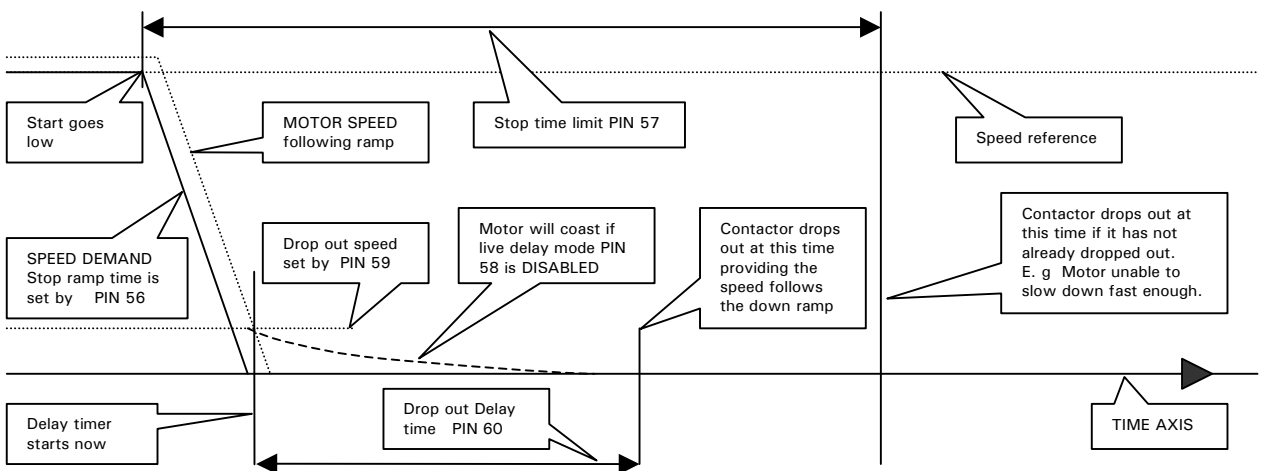 Start goes
low
MOTOR SPEED
following ramp
Stop time limit PIN 57
Speed reference
SPEED DEMAND
Stop ramp time is
set by PIN 56
Drop out speed
set by PIN 59
Motor will coast if
live delay mode PIN
58 is DISABLED
Contactor drops
out at this time
providing the
speed follows
the down ramp
Contactor drops out at
this time if it has not
already dropped out.
E. g Motor unable to
slow down fast enough.
Delay timer
starts now
Drop out Delay
time PIN 60
TIME AXIS